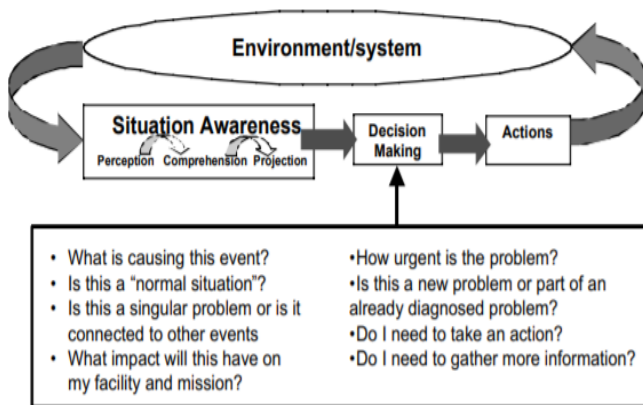 Environment/system
Situation Awareness
Perception Comprehension Projection
Decision
Making
Actions
• What is causing this event?
• Is this a “normal situation”?
• Is this a singular problem or is it
connected to other events
• What impact will this have on
my facility and mission?
•How urgent is the problem?
•Is this a new problem or part of an
already diagnosed problem?
•Do I need to take an action?
•Do I need to gather more information?